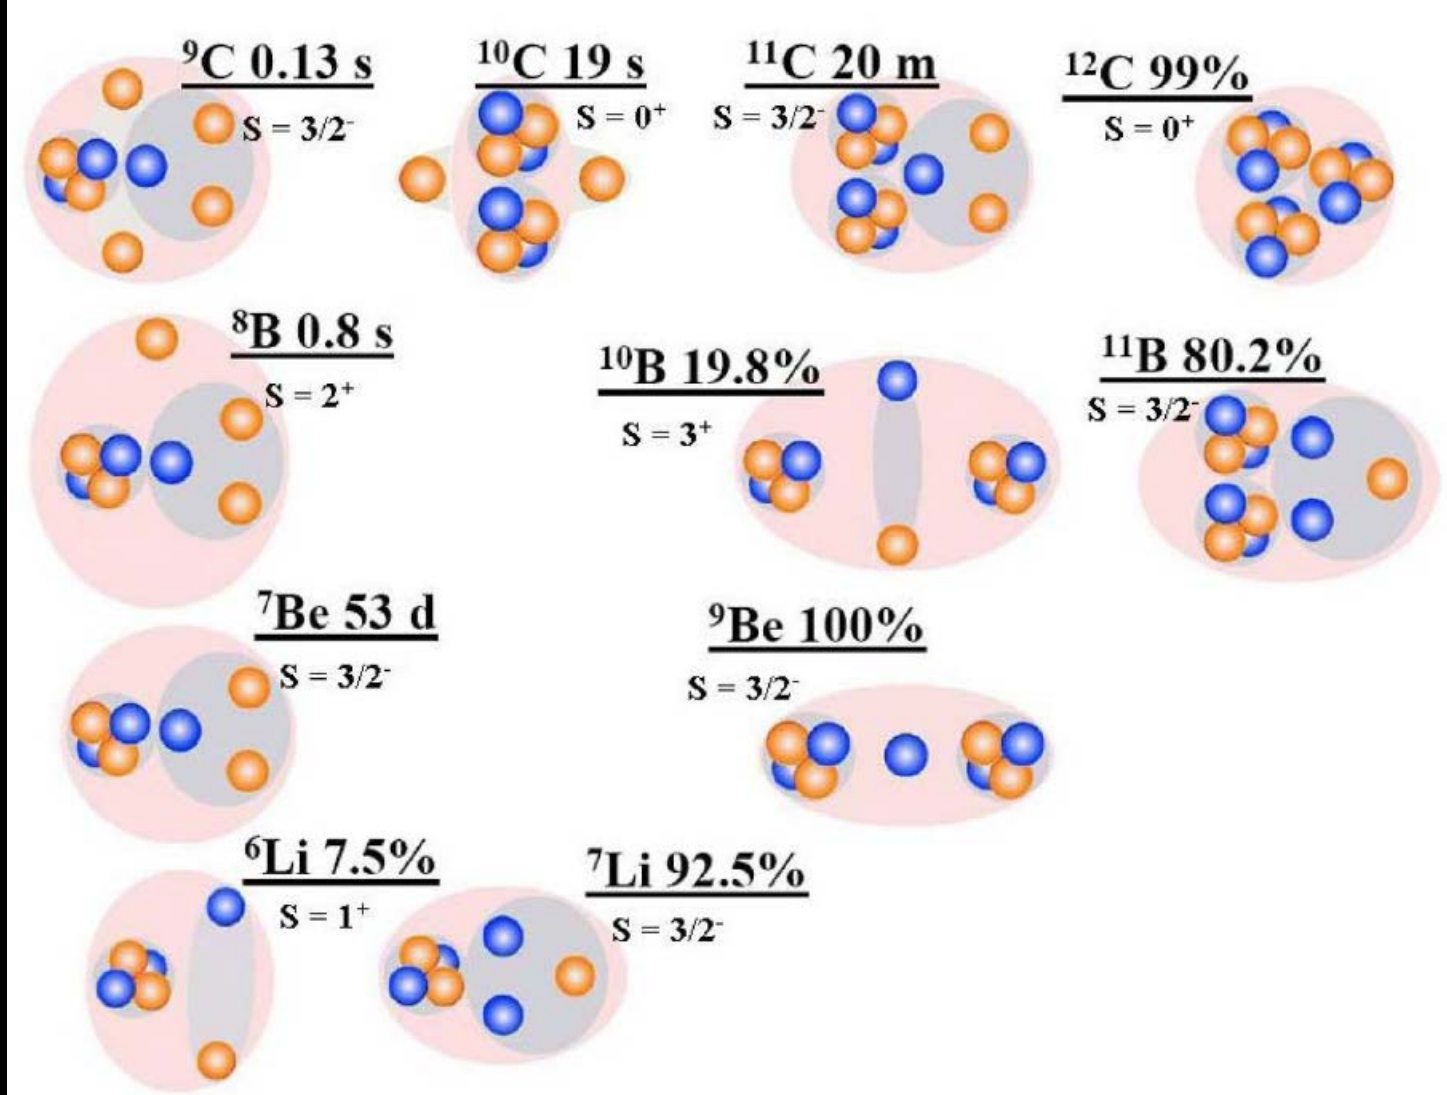 ⁹C 0.13 s
S = 3/2⁻
¹⁰C 19 s
S = 0⁺
¹¹C 20 m
S = 3/2⁻
¹²C 99%
S = 0⁺
⁸B 0.8 s
S = 2⁺
¹⁰B 19.8%
S = 3⁺
¹¹B 80.2%
S = 3/2⁻
⁷Be 53 d
S = 3/2⁻
⁹Be 100%
S = 3/2⁻
⁶Li 7.5%
S = 1⁺
⁷Li 92.5%
S = 3/2⁻